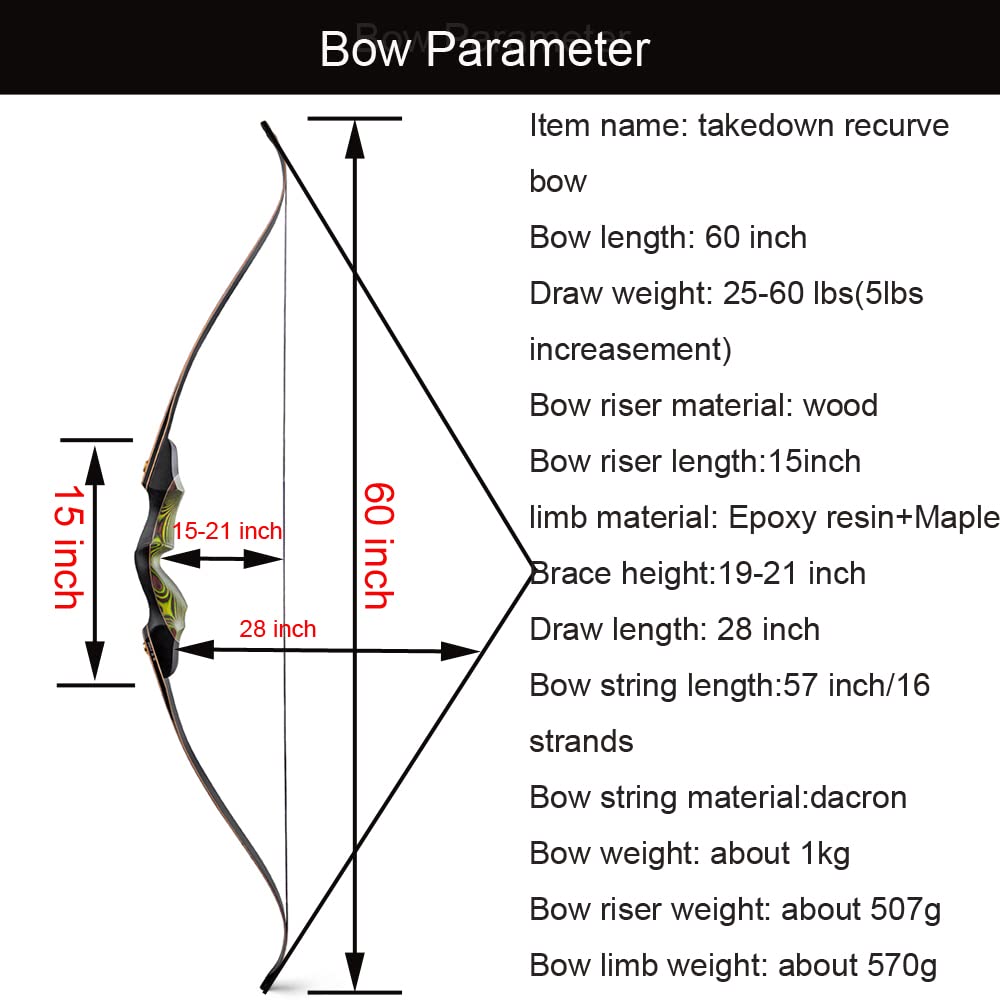 Bow Parameter
Item name: takedown recurve
bow
Bow length: 60 inch
Draw weight: 25-60 lbs(5lbs
increasement)
Bow riser material: wood
Bow riser length:15inch
limb material: Epoxy resin+Maple
Brace height:19-21 inch
Draw length: 28 inch
Bow string length:57 inch/16
strands
Bow string material:dacron
Bow weight: about 1kg
Bow riser weight: about 507g
Bow limb weight: about 570g
15 inch
15-21 inch
60 inch
28 inch